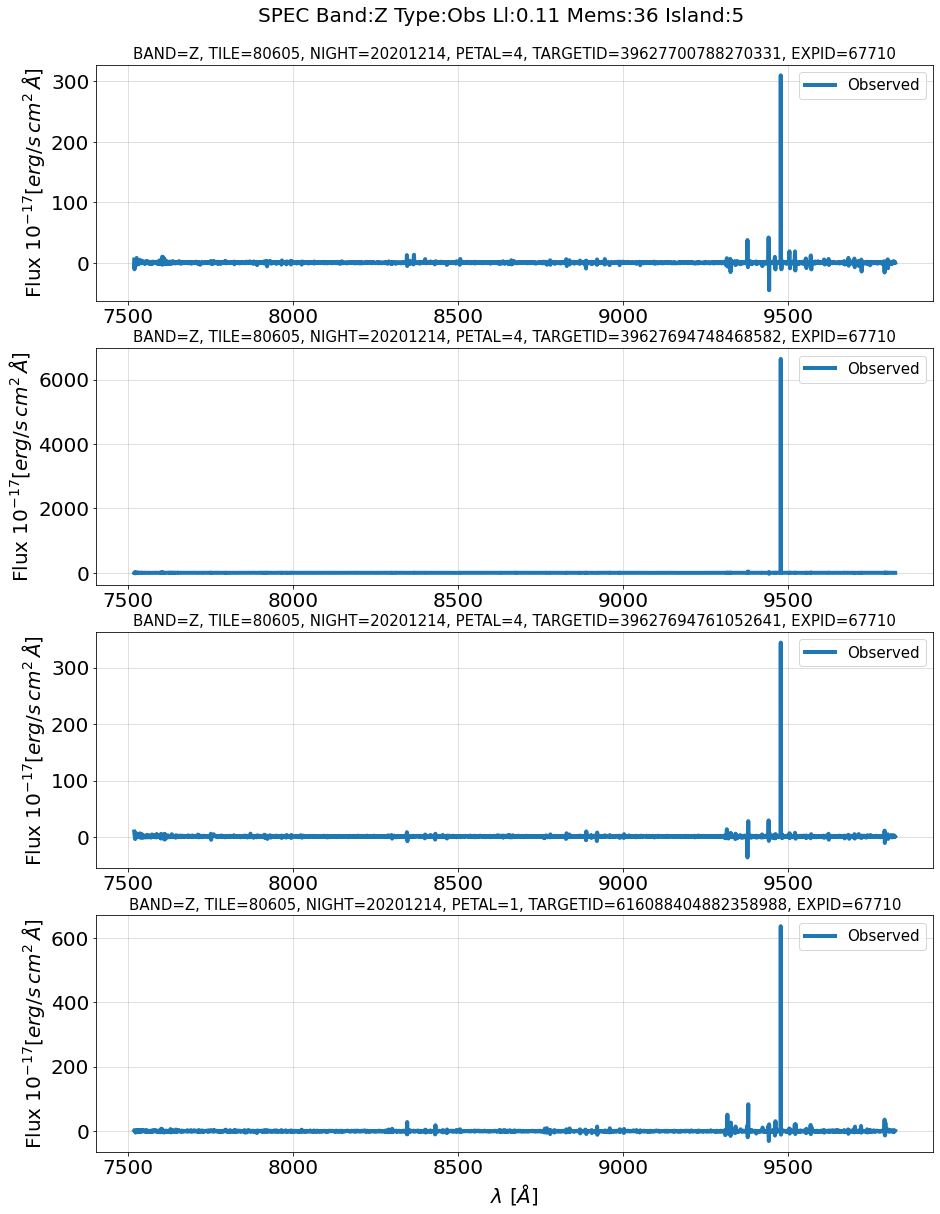 SPEC Band:Z Type:Obs Ll:0.11 Mems:36 Island:5
BAND=Z, TILE=80605, NIGHT=20201214, PETAL=4, TARGETID=39627700788270331, EXPID=67710
Flux 10^{-17}[erg/s cm^2 Å]
300
200
100
0
Observed
7500 8000 8500 9000 9500
BAND=Z, TILE=80605, NIGHT=20201214, PETAL=4, TARGETID=39627694748468582, EXPID=67710
Flux 10^{-17}[erg/s cm^2 Å]
6000
4000
2000
0
Observed
7500 8000 8500 9000 9500
BAND=Z, TILE=80605, NIGHT=20201214, PETAL=4, TARGETID=39627694761052641, EXPID=67710
Flux 10^{-17}[erg/s cm^2 Å]
300
200
100
0
Observed
7500 8000 8500 9000 9500
BAND=Z, TILE=80605, NIGHT=20201214, PETAL=1, TARGETID=616088404882358988, EXPID=67710
Flux 10^{-17}[erg/s cm^2 Å]
600
400
200
0
Observed
7500 8000 8500 9000 9500
λ [Å]